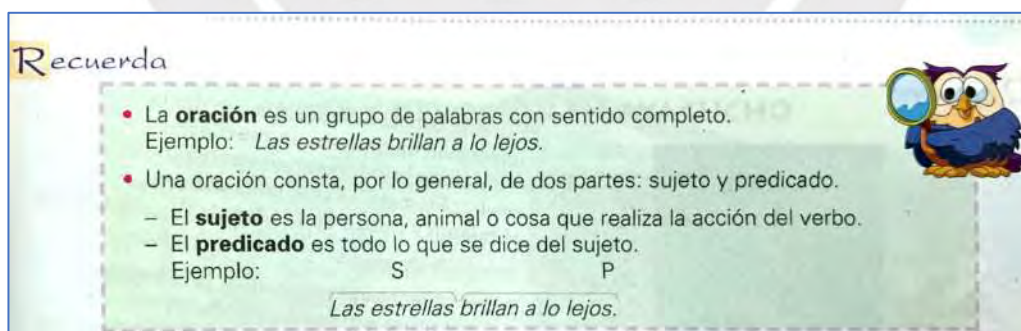 Recuerda
• La oración es un grupo de palabras con sentido completo.
Ejemplo: Las estrellas brillan a lo lejos.
• Una oración consta, por lo general, de dos partes: sujeto y predicado.
– El sujeto es la persona, animal o cosa que realiza la acción del verbo.
– El predicado es todo lo que se dice del sujeto.
Ejemplo: S P
Las estrellas brillan a lo lejos.